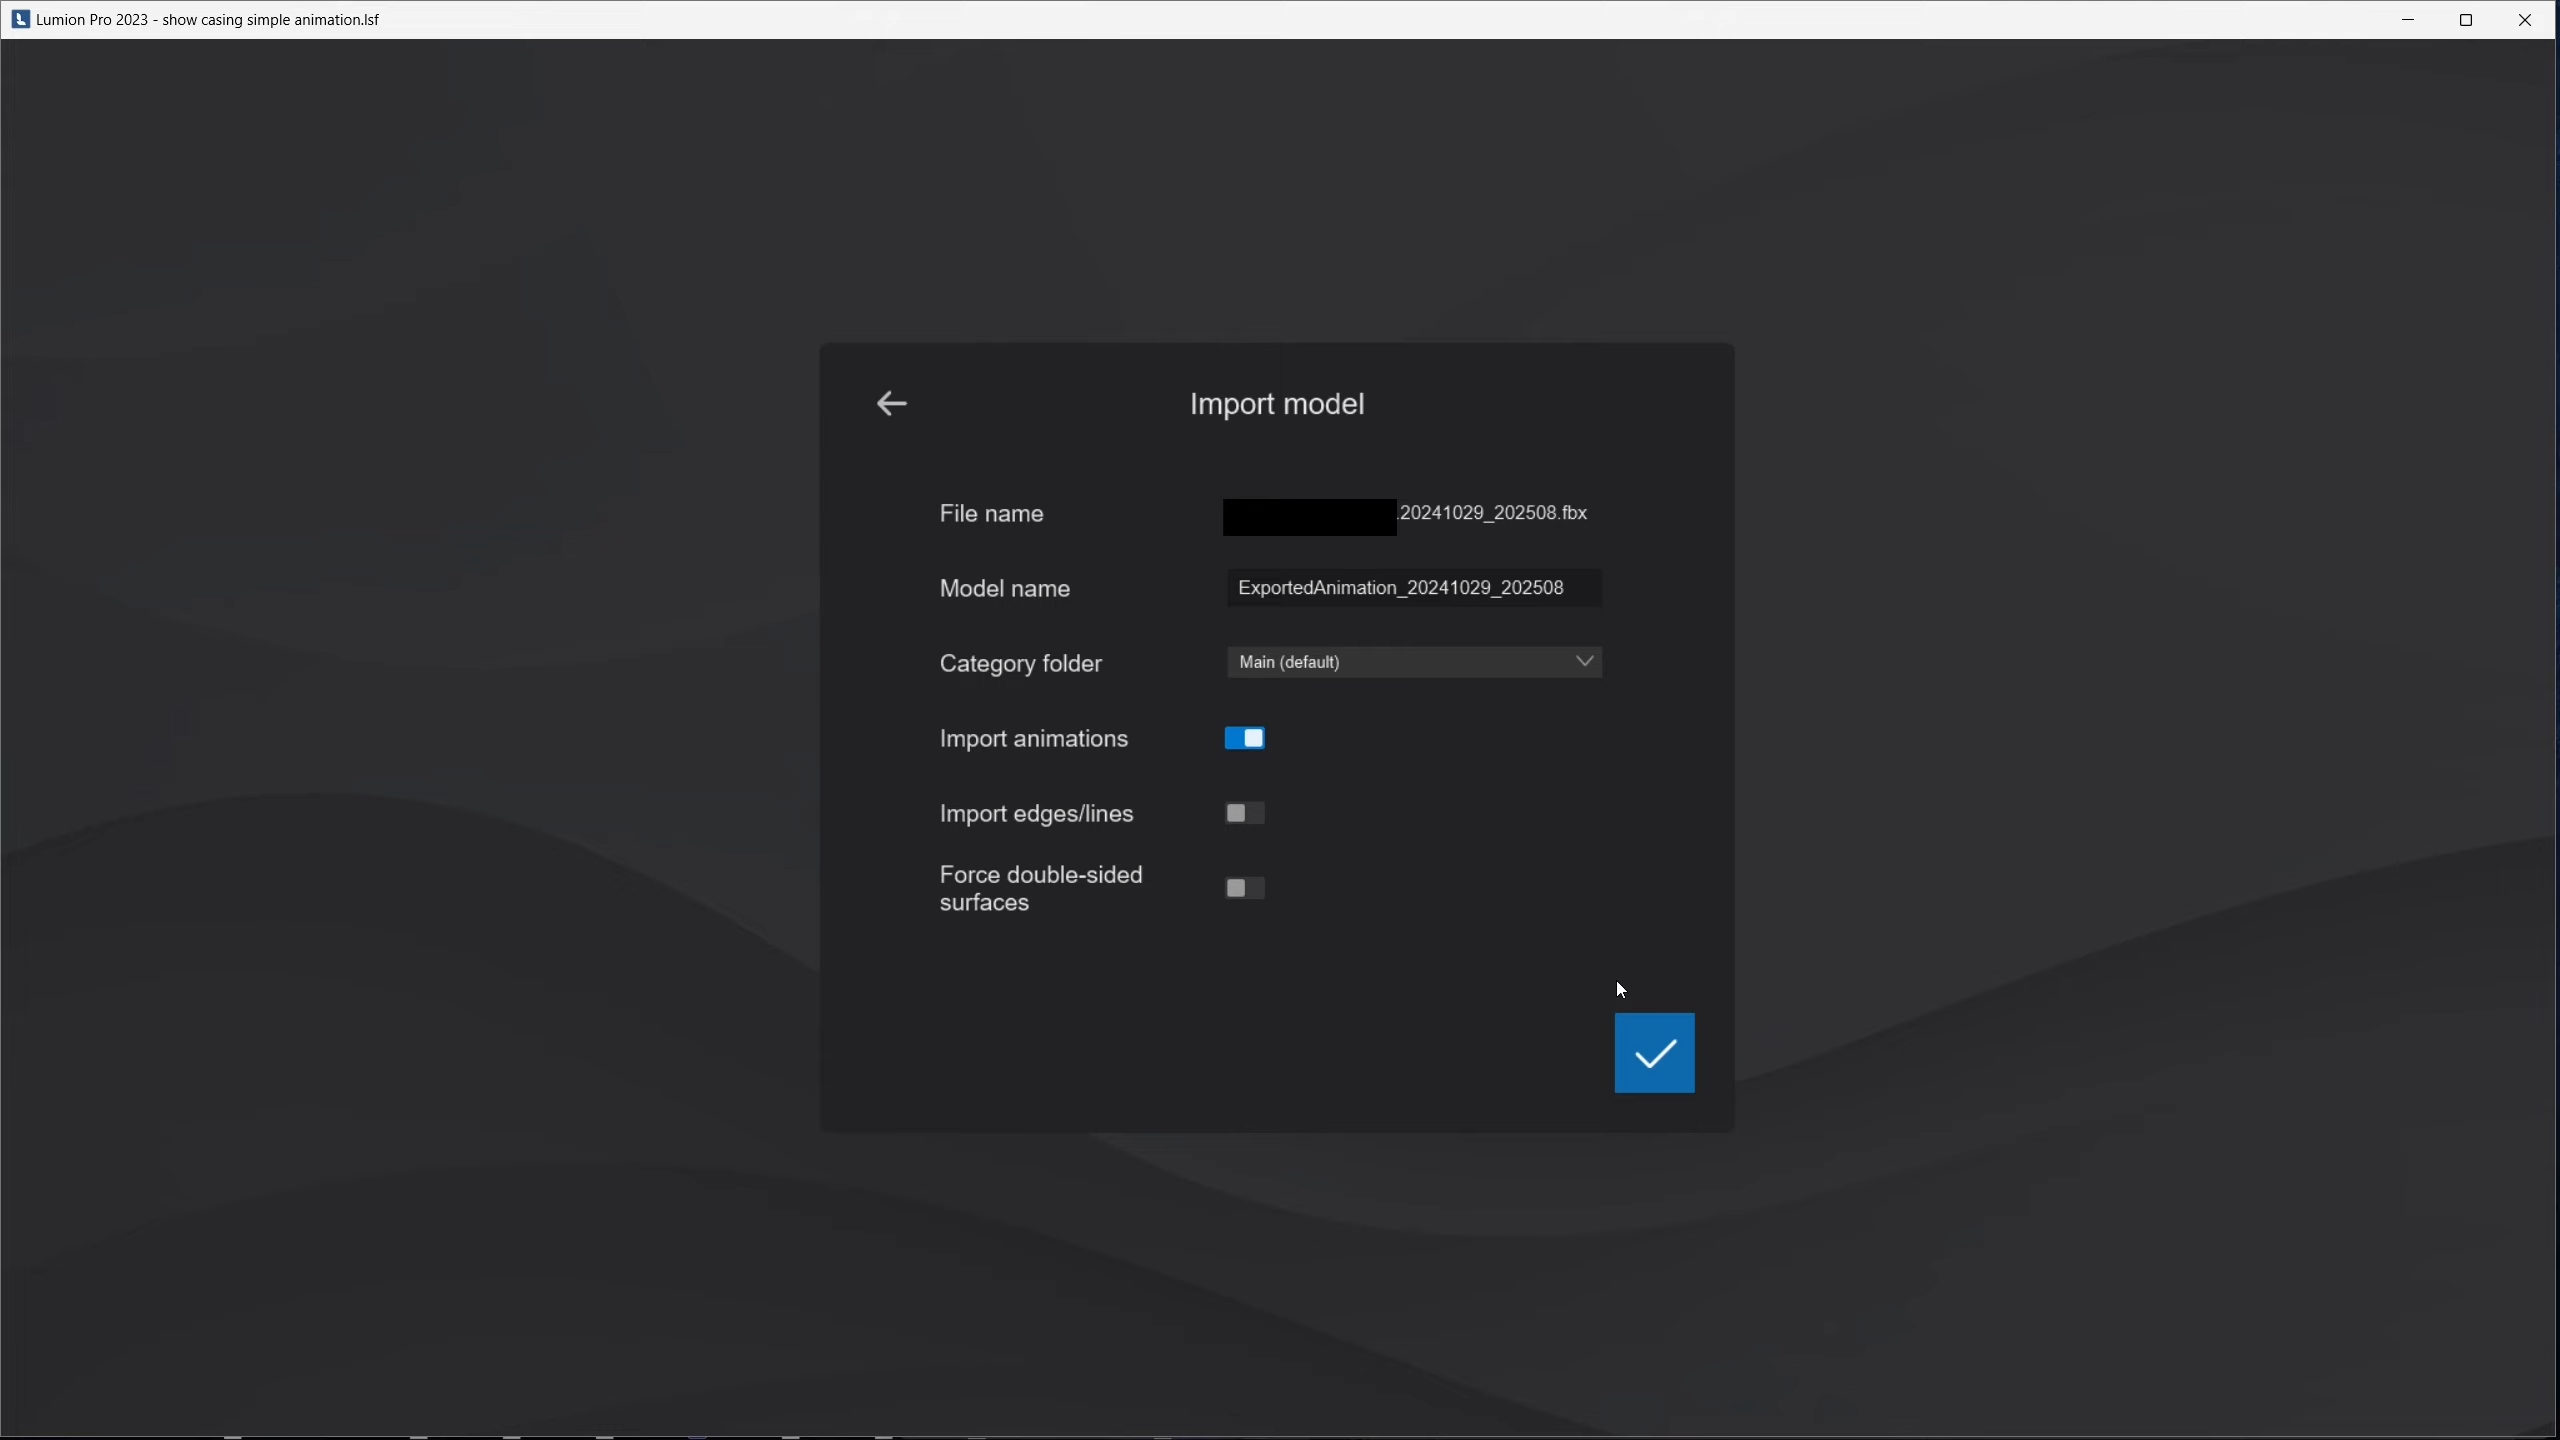 Lumion Pro 2023 - show casing simple animation.lsf
Import model
File name
20241029_202508.fbx
Model name
ExportedAnimation_20241029_202508
Category folder
Main (default)
Import animations
Import edges/lines
Force double-sided
surfaces